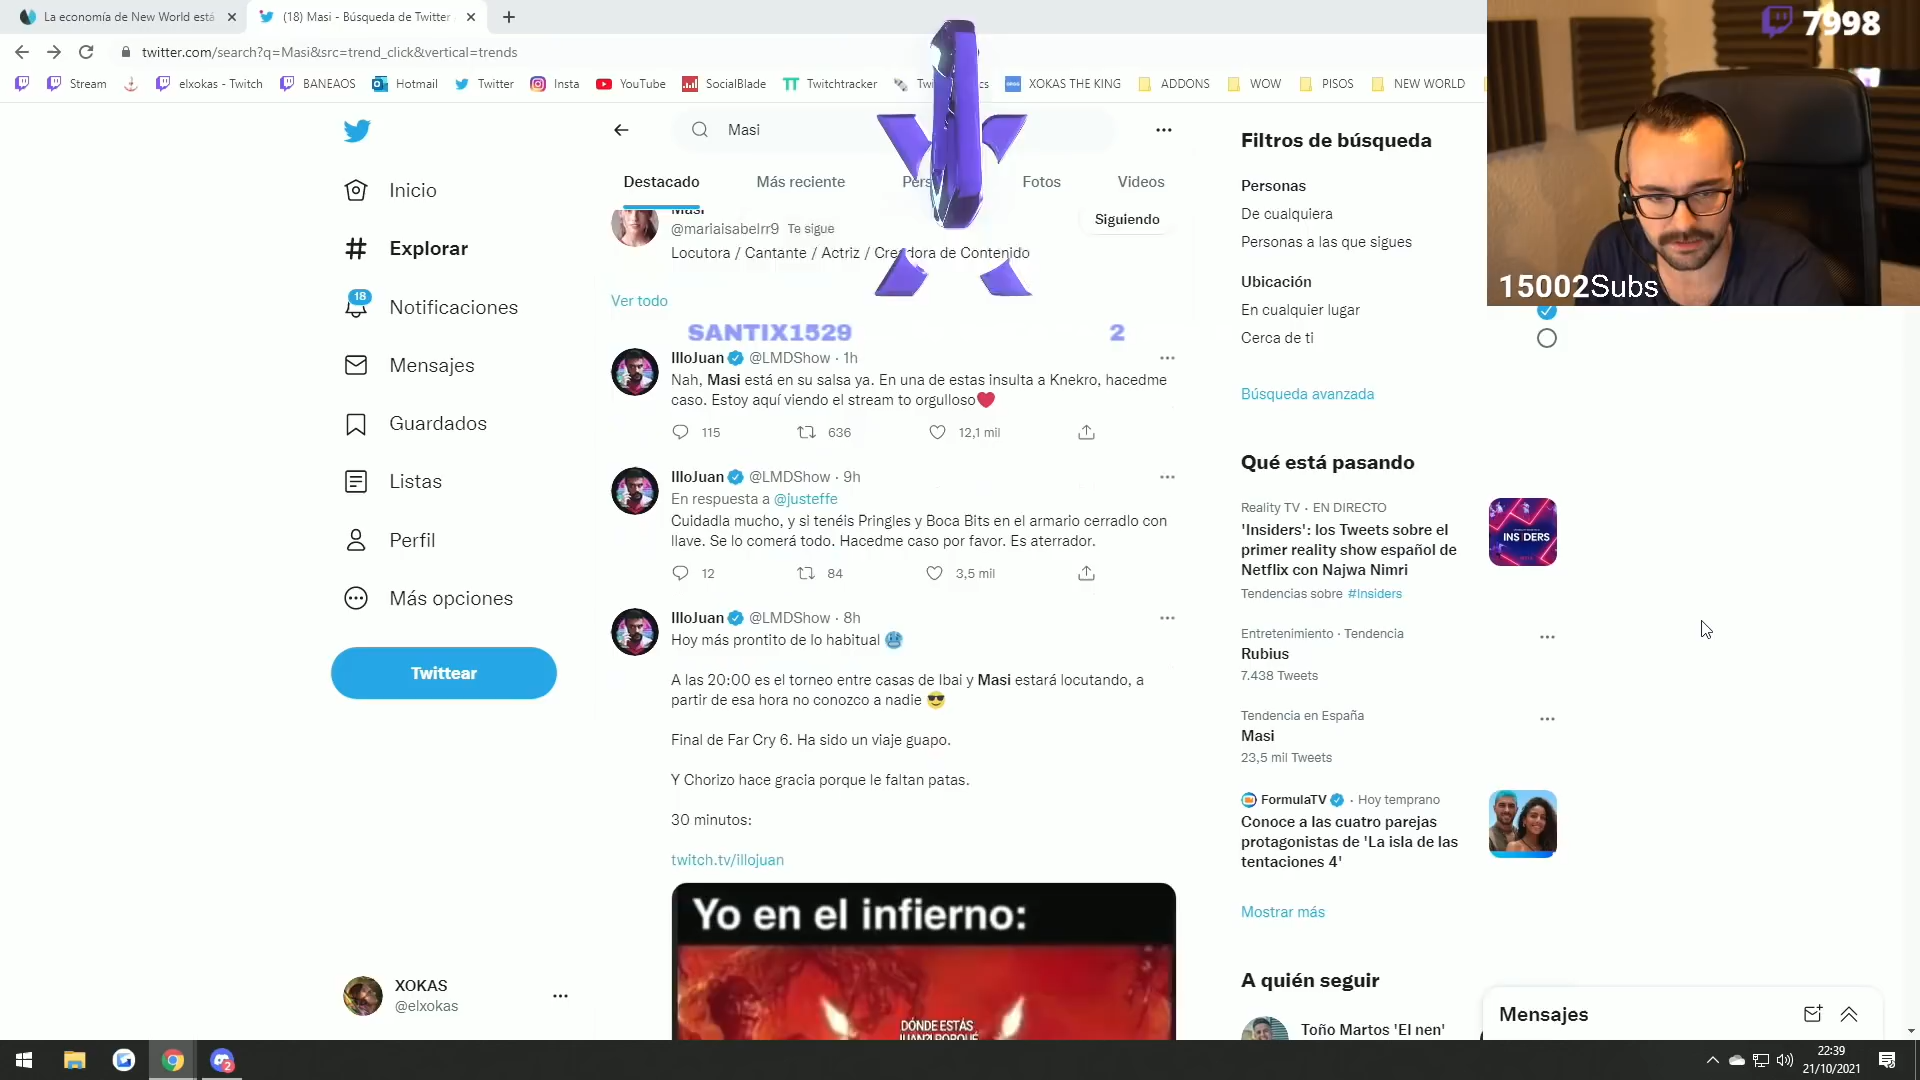 La economía de New World está
(18) Masi - Búsqueda de Twitter
twitter.com/search?q=Masi&src=trend_click&vertical=trends
Stream
elxokas - Twitch
BANEAOS
Hotmail
Twitter
Insta
YouTube
SocialBlade
Twitchtracker
XOKAS THE KING
ADDONS
WOW
PISOS
NEW WORLD
7998
15002Subs
Inicio
Explorar
18
Notificaciones
Mensajes
Guardados
Listas
Perfil
Más opciones
Twittear
XOKAS
@elxokas
Masi
Destacado
Más reciente
Fotos
Videos
Masi
@mariaisabelrr9 Te sigue
Siguiendo
Locutora / Cantante / Actriz / Creadora de Contenido
Ver todo
SANTIX1529 2
IlloJuan @LMDShow · 1h
Nah, Masi está en su salsa ya. En una de estas insulta a Knekro, hacedme
caso. Estoy aquí viendo el stream to orgulloso❤️
115 636 12,1 mil
IlloJuan @LMDShow · 9h
En respuesta a @justeffe
Cuidadla mucho, y si tenéis Pringles y Boca Bits en el armario cerradlo con
llave. Se lo comerá todo. Hacedme caso por favor. Es aterrador.
12 84 3,5 mil
IlloJuan @LMDShow · 8h
Hoy más prontito de lo habitual 🥶
A las 20:00 es el torneo entre casas de Ibai y Masi estará locutando, a
partir de esa hora no conozco a nadie 😎
Final de Far Cry 6. Ha sido un viaje guapo.
Y Chorizo hace gracia porque le faltan patas.
30 minutos:
twitch.tv/illojuan
Yo en el infierno:
DÓNDE ESTÁS
Filtros de búsqueda
Personas
De cualquiera
Personas a las que sigues
Ubicación
En cualquier lugar
Cerca de ti
Búsqueda avanzada
Qué está pasando
Reality TV · EN DIRECTO
'Insiders': los Tweets sobre el
primer reality show español de
Netflix con Najwa Nimri
Tendencias sobre #Insiders
INSIDERS
Entretenimiento · Tendencia
Rubius
7.438 Tweets
Tendencia en España
Masi
23,5 mil Tweets
FormulaTV · Hoy temprano
Conoce a las cuatro parejas
protagonistas de 'La isla de las
tentaciones 4'
Mostrar más
A quién seguir
Toño Martos 'El nen'
Mensajes
2
22:39
21/10/2021